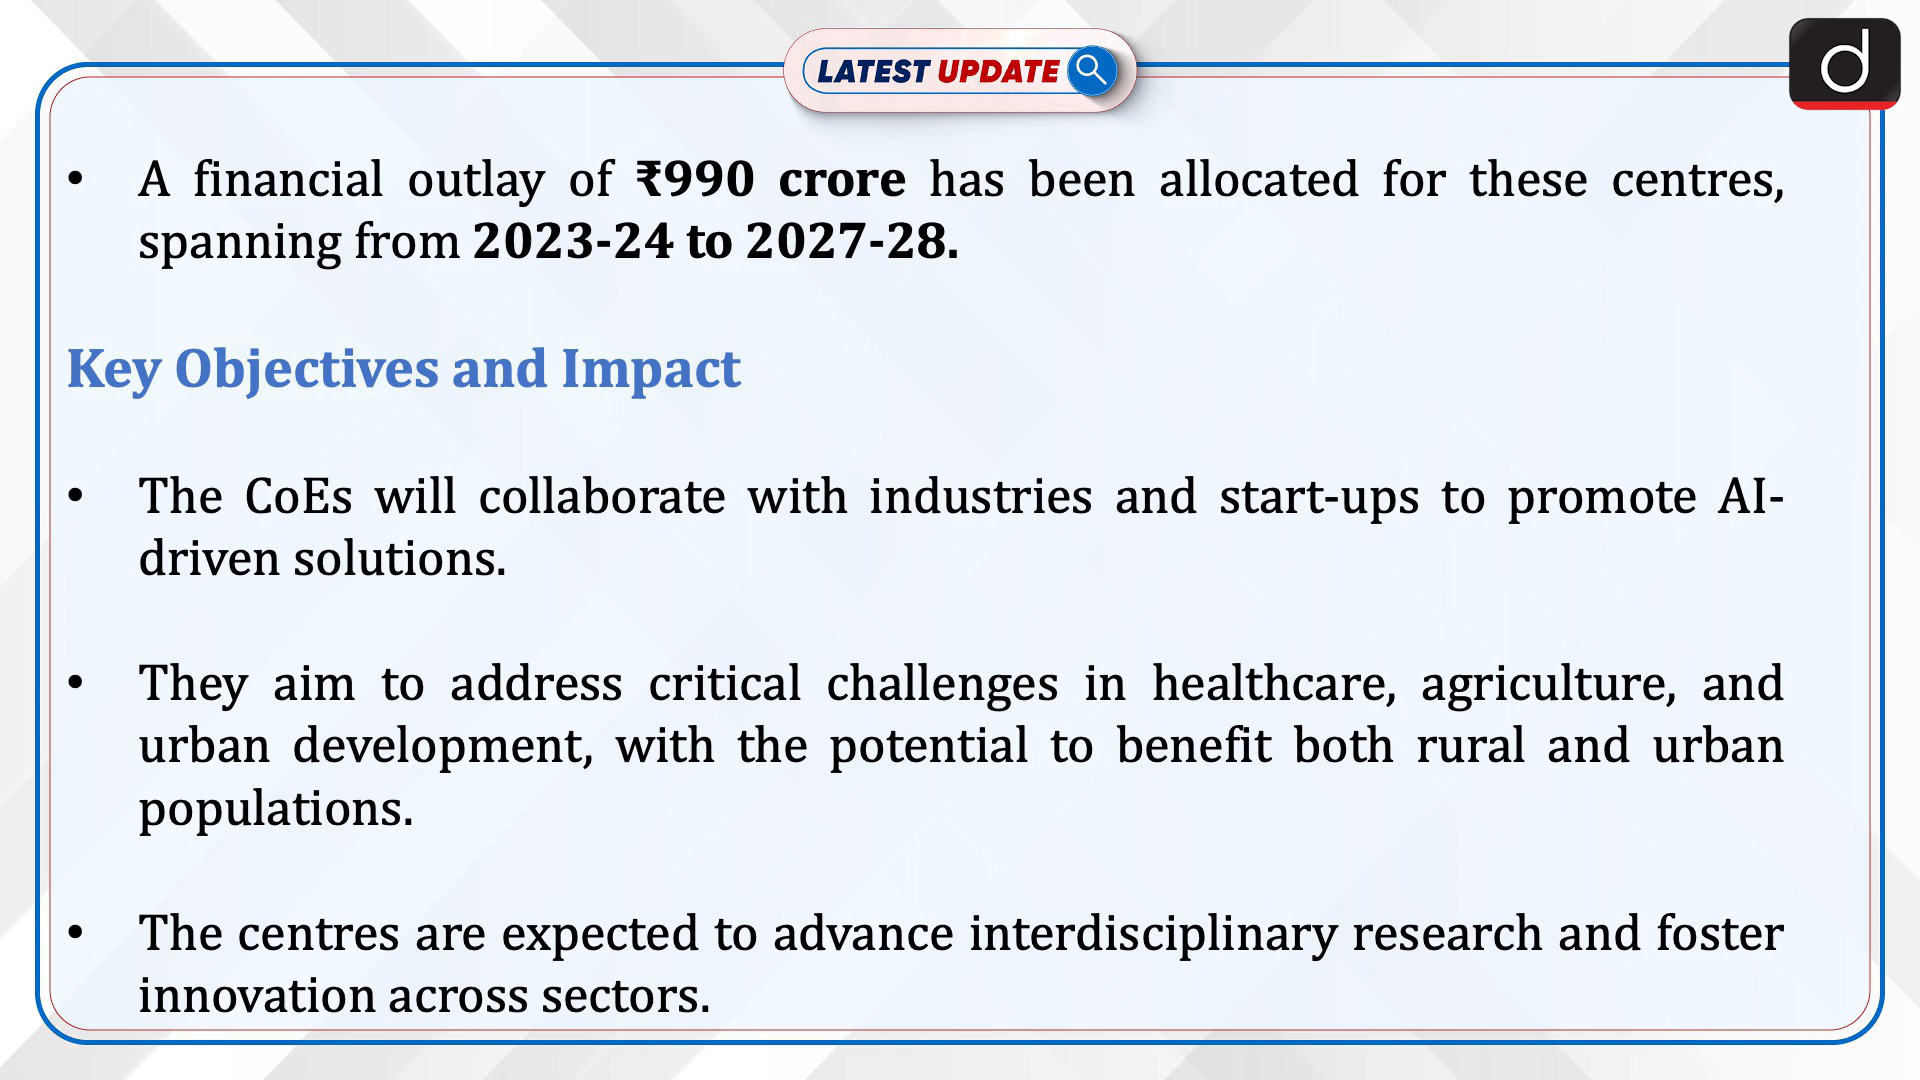 LATEST UPDATE
d
• A financial outlay of ₹990 crore has been allocated for these centres,
spanning from 2023-24 to 2027-28.
Key Objectives and Impact
• The CoEs will collaborate with industries and start-ups to promote AI-
driven solutions.
• They aim to address critical challenges in healthcare, agriculture, and
urban development, with the potential to benefit both rural and urban
populations.
• The centres are expected to advance interdisciplinary research and foster
innovation across sectors.